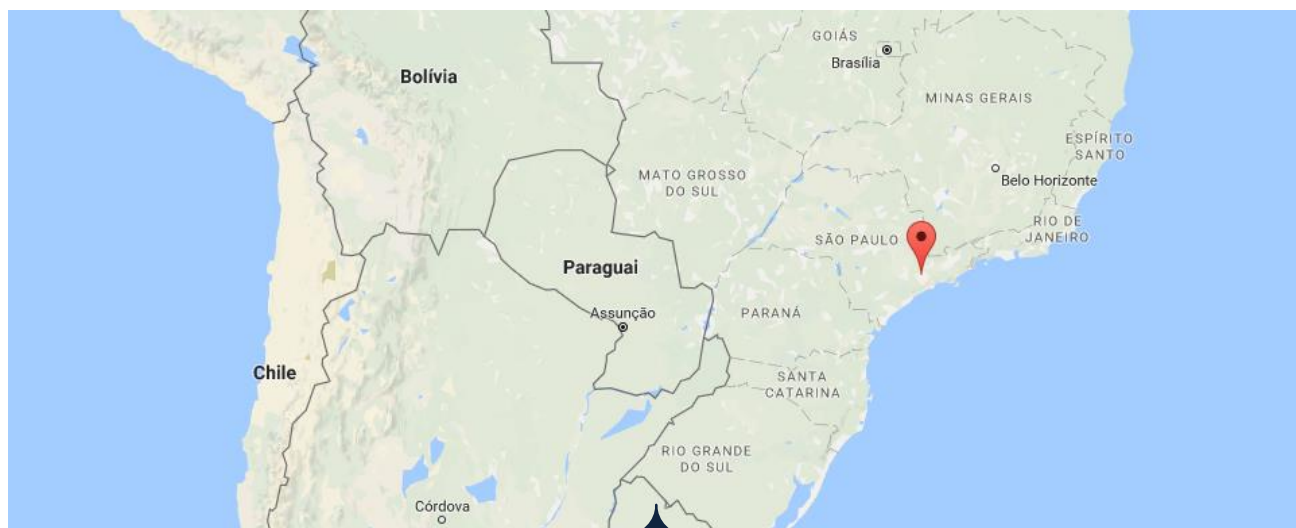 GOIÁS
Brasília
Bolívia
MINAS GERAIS
ESPÍRITO
SANTO
MATO GROSSO
DO SUL
Belo Horizonte
RIO DE
JANEIRO
SÃO PAULO
Paraguai
Assunção
PARANÁ
Chile
SANTA
CATARINA
RIO GRANDE
DO SUL
Córdova